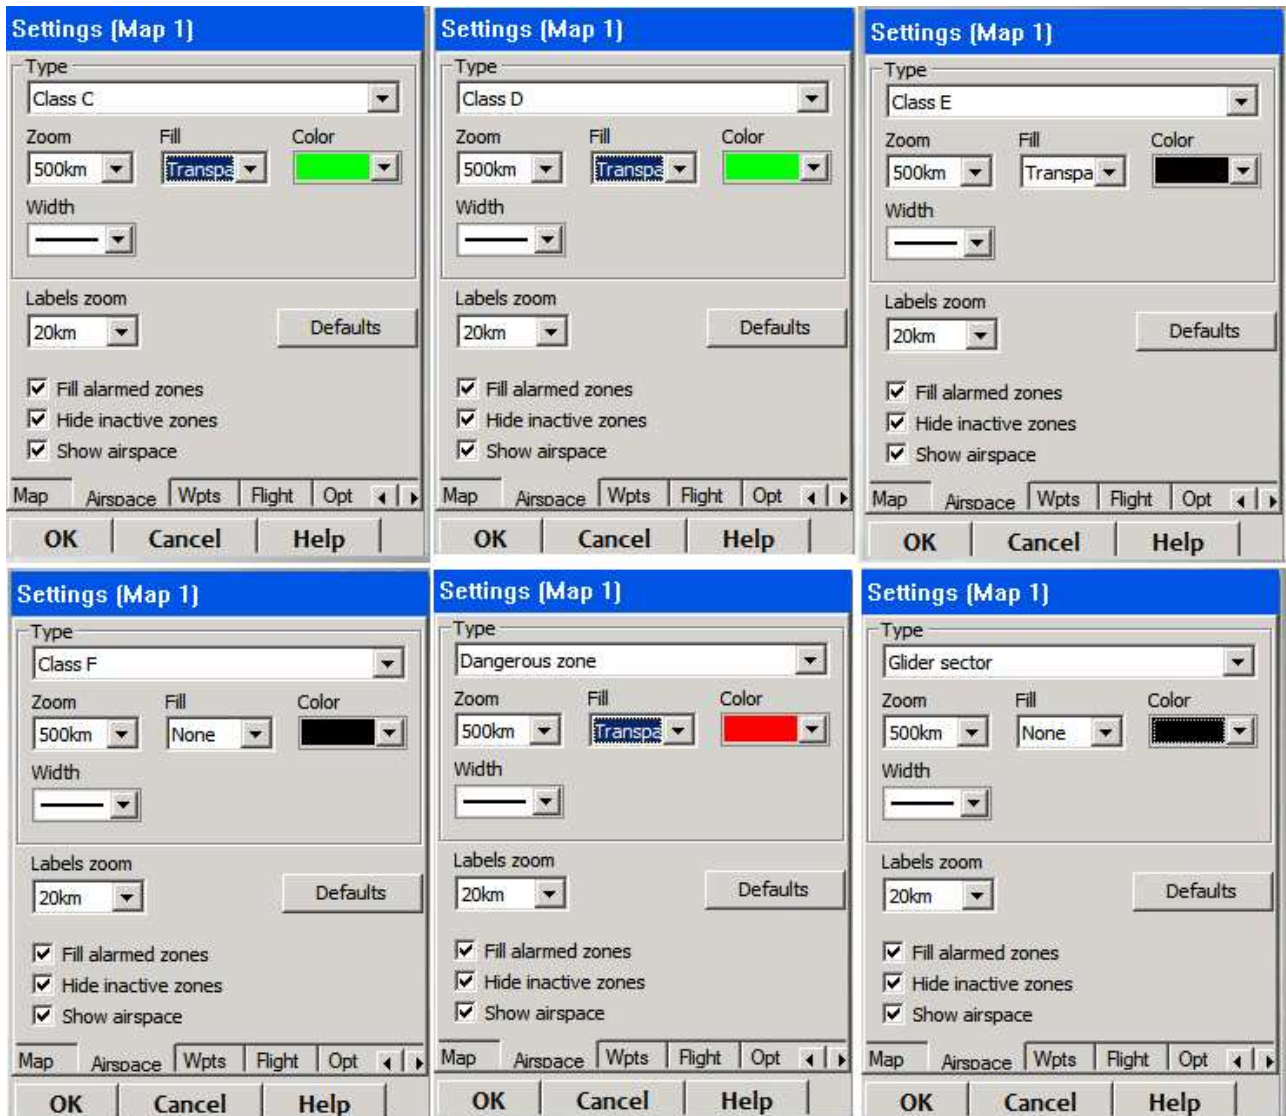 Settings (Map 1)
Type
Class C
Zoom Fill Color
500km Transpa
Width
Labels zoom
20km Defaults
Fill alarmed zones
Hide inactive zones
Show airspace
Map Airspace Wpts Flight Opt
OK Cancel Help
Settings (Map 1)
Type
Class D
Zoom Fill Color
500km Transpa
Width
Labels zoom
20km Defaults
Fill alarmed zones
Hide inactive zones
Show airspace
Map Airspace Wpts Flight Opt
OK Cancel Help
Settings (Map 1)
Type
Class E
Zoom Fill Color
500km Transpa
Width
Labels zoom
20km Defaults
Fill alarmed zones
Hide inactive zones
Show airspace
Map Airspace Wpts Flight Opt
OK Cancel Help
Settings (Map 1)
Type
Class F
Zoom Fill Color
500km None
Width
Labels zoom
20km Defaults
Fill alarmed zones
Hide inactive zones
Show airspace
Map Airspace Wpts Flight Opt
OK Cancel Help
Settings (Map 1)
Type
Dangerous zone
Zoom Fill Color
500km Transpa
Width
Labels zoom
20km Defaults
Fill alarmed zones
Hide inactive zones
Show airspace
Map Airspace Wpts Flight Opt
OK Cancel Help
Settings (Map 1)
Type
Glider sector
Zoom Fill Color
500km None
Width
Labels zoom
20km Defaults
Fill alarmed zones
Hide inactive zones
Show airspace
Map Airspace Wpts Flight Opt
OK Cancel Help